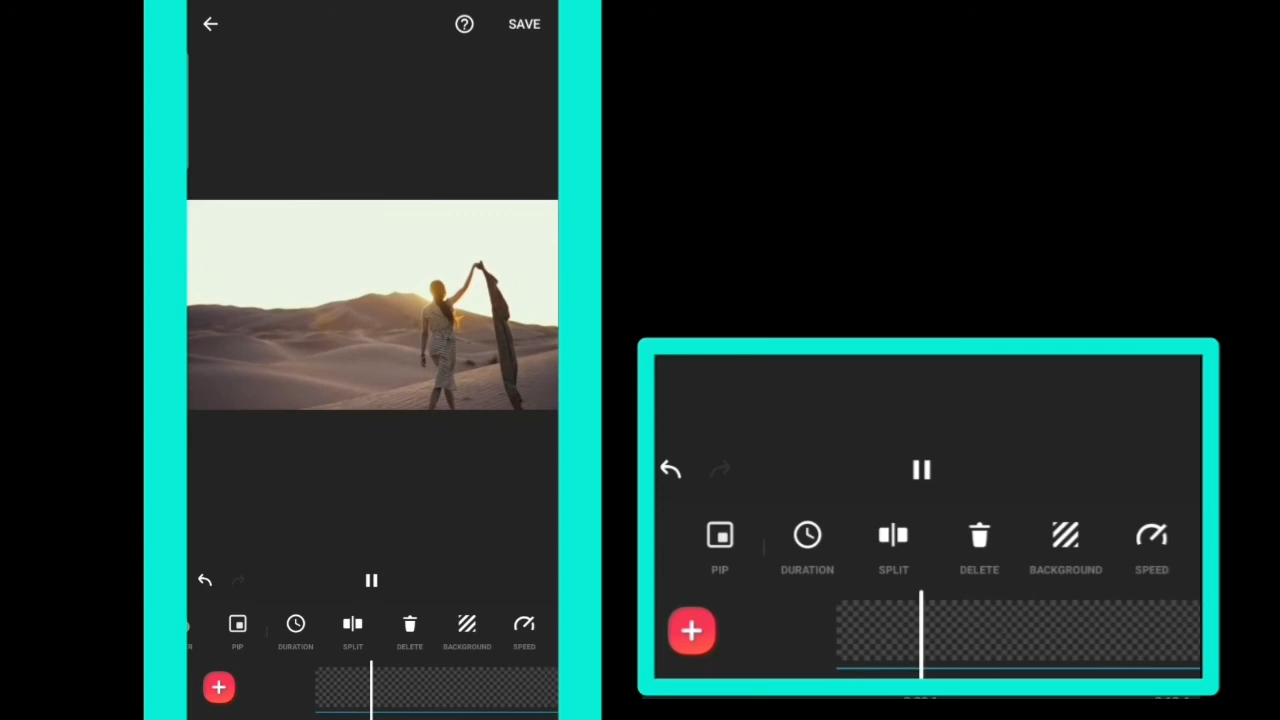 SAVE
PIP
DURATION
SPLIT
DELETE
BACKGROUND
SPEED
R
PIP
DURATION
SPLIT
DELETE
BACKGROUND
SPEED